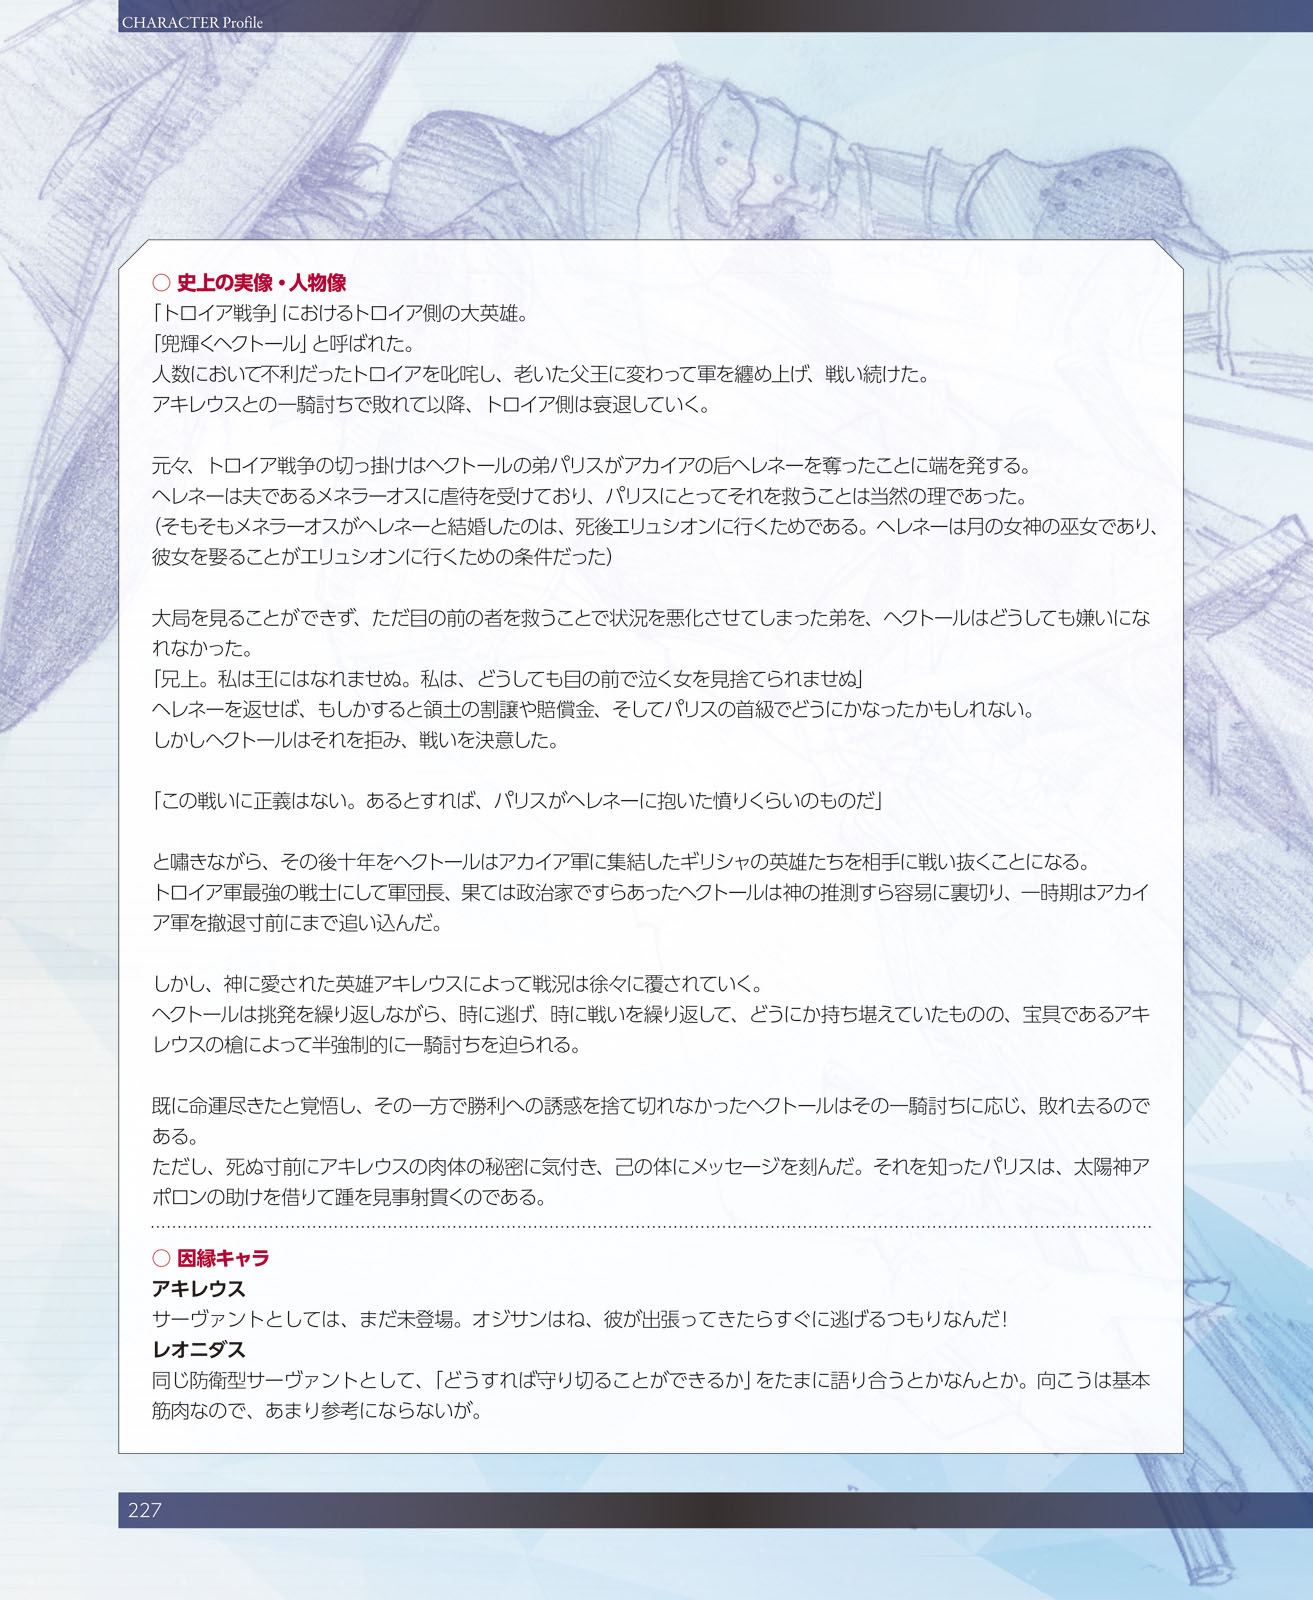 CHARACTER Profile
○ 史上の実像・人物像
「トロイア戦争」におけるトロイア側の大英雄。
「兜輝くヘクトール」と呼ばれた。
人数において不利だったトロイアを叱咤し、老いた父王に変わって軍を纏め上げ、戦い続けた。
アキレウスとの一騎討ちで敗れて以降、トロイア側は衰退していく。
元々、トロイア戦争の切っ掛けはヘクトールの弟パリスがアカイアの后ヘレネーを奪ったことに端を発する。
ヘレネーは夫であるメネラーオスに虐待を受けており、パリスにとってそれを救うことは当然の理であった。
（そもそもメネラーオスがヘレネーと結婚したのは、死後エリュシオンに行くためである。ヘレネーは月の女神の巫女であり、
彼女を娶ることがエリュシオンに行くための条件だった）
大局を見ることができず、ただ目の前の者を救うことで状況を悪化させてしまった弟を、ヘクトールはどうしても嫌いにな
れなかった。
「兄上。私は王にはなれませぬ。私は、どうしても目の前で泣く女を見捨てられませぬ」
ヘレネーを返せば、もしかすると領土の割譲や賠償金、そしてパリスの首級でどうにかなったかもしれない。
しかしヘクトールはそれを拒み、戦いを決意した。
「この戦いに正義はない。あるとすれば、パリスがヘレネーに抱いた憤りくらいのものだ」
と嘯きながら、その後十年をヘクトールはアカイア軍に集結したギリシャの英雄たちを相手に戦い抜くことになる。
トロイア軍最強の戦士にして軍団長、果ては政治家ですらあったヘクトールは神の推測すら容易に裏切り、一時期はアカイ
ア軍を撤退寸前にまで追い込んだ。
しかし、神に愛された英雄アキレウスによって戦況は徐々に覆されていく。
ヘクトールは挑発を繰り返しながら、時に逃げ、時に戦いを繰り返して、どうにか持ち堪えていたものの、宝具であるアキ
レウスの槍によって半強制的に一騎討ちを迫られる。
既に命運尽きたと覚悟し、その一方で勝利への誘惑を捨て切れなかったヘクトールはその一騎討ちに応じ、敗れ去るので
ある。
ただし、死ぬ寸前にアキレウスの肉体の秘密に気付き、己の体にメッセージを刻んだ。それを知ったパリスは、太陽神ア
ポロンの助けを借りて踵を見事射貫くのである。
○ 因縁キャラ
アキレウス
サーヴァントとしては、まだ未登場。オジサンはね、彼が出張ってきたらすぐに逃げるつもりなんだ！
レオニダス
同じ防衛型サーヴァントとして、「どうすれば守り切ることができるか」をたまに語り合うとかなんとか。向こうは基本
筋肉なので、あまり参考にならないが。
227